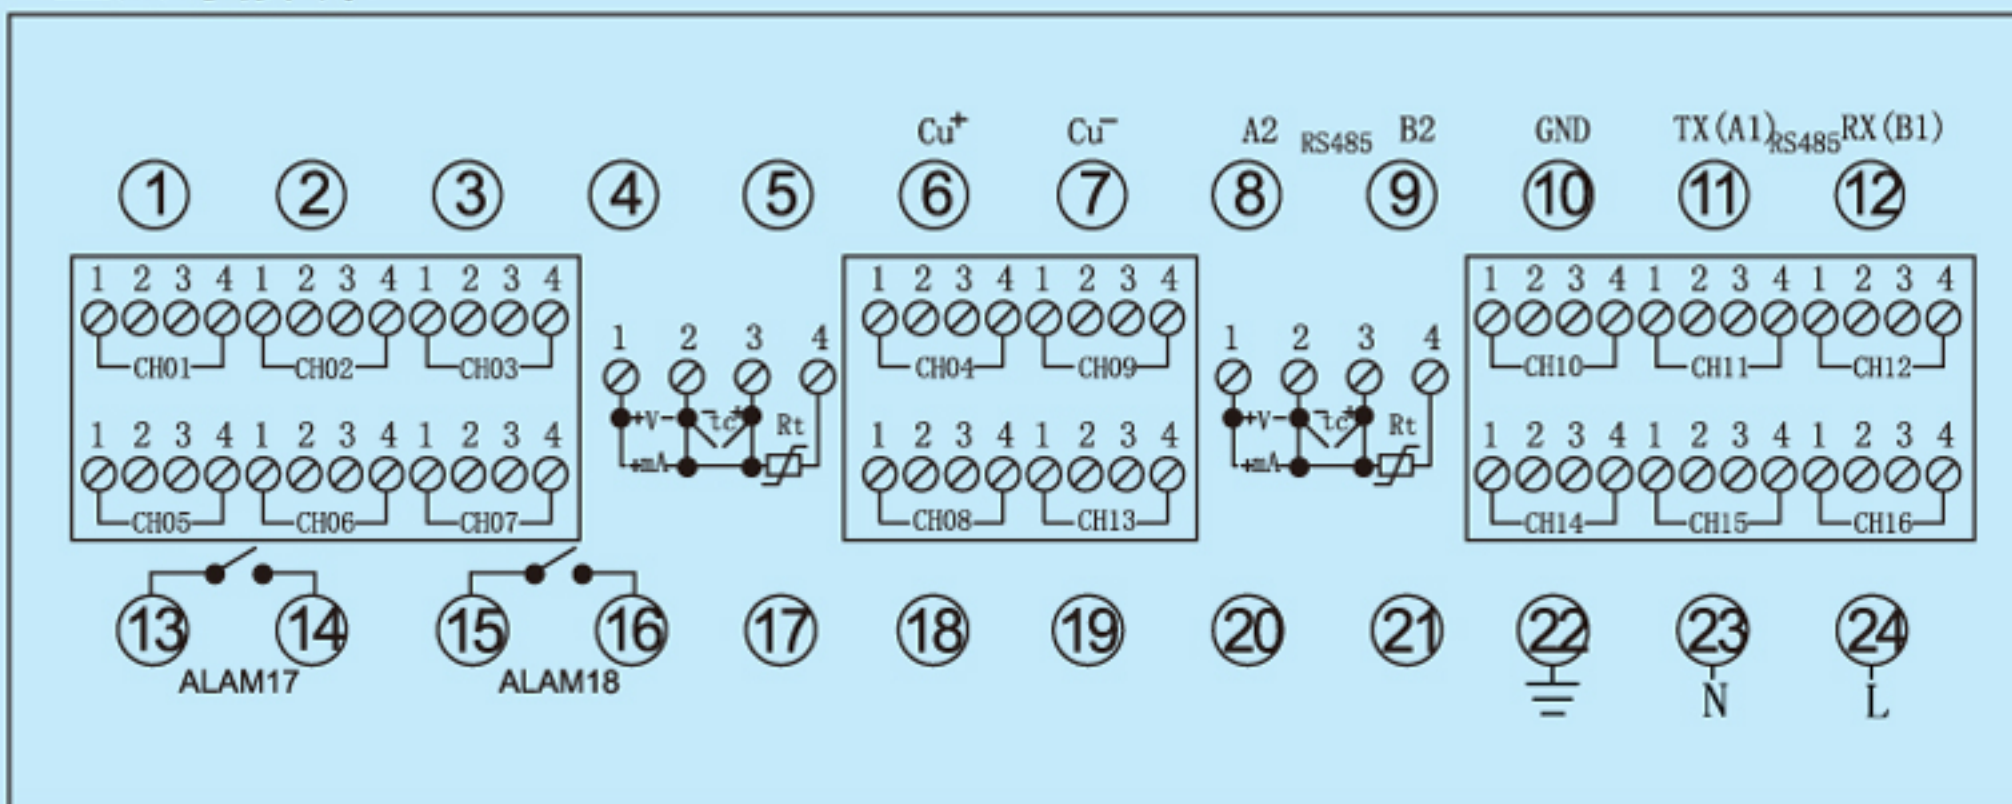 Cu+ Cu- A2 RS485 B2 GND TX(A1) RS485 RX(B1)
1 2 3 4 5 6 7 8 9 10 11 12
1 2 3 4 1 2 3 4 1 2 3 4
CH01 CH02 CH03
1 2 3 4 1 2 3 4 1 2 3 4
CH05 CH06 CH07
1 2 3 4
+V- -tc+ Rt
+mA-
1 2 3 4 1 2 3 4
CH04 CH09
1 2 3 4 1 2 3 4
CH08 CH13
1 2 3 4
+V- -tc+ Rt
+mA-
1 2 3 4 1 2 3 4 1 2 3 4
CH10 CH11 CH12
1 2 3 4 1 2 3 4 1 2 3 4
CH14 CH15 CH16
13 14 15 16 17 18 19 20 21 22 23 24
ALAM17 ALAM18 N L